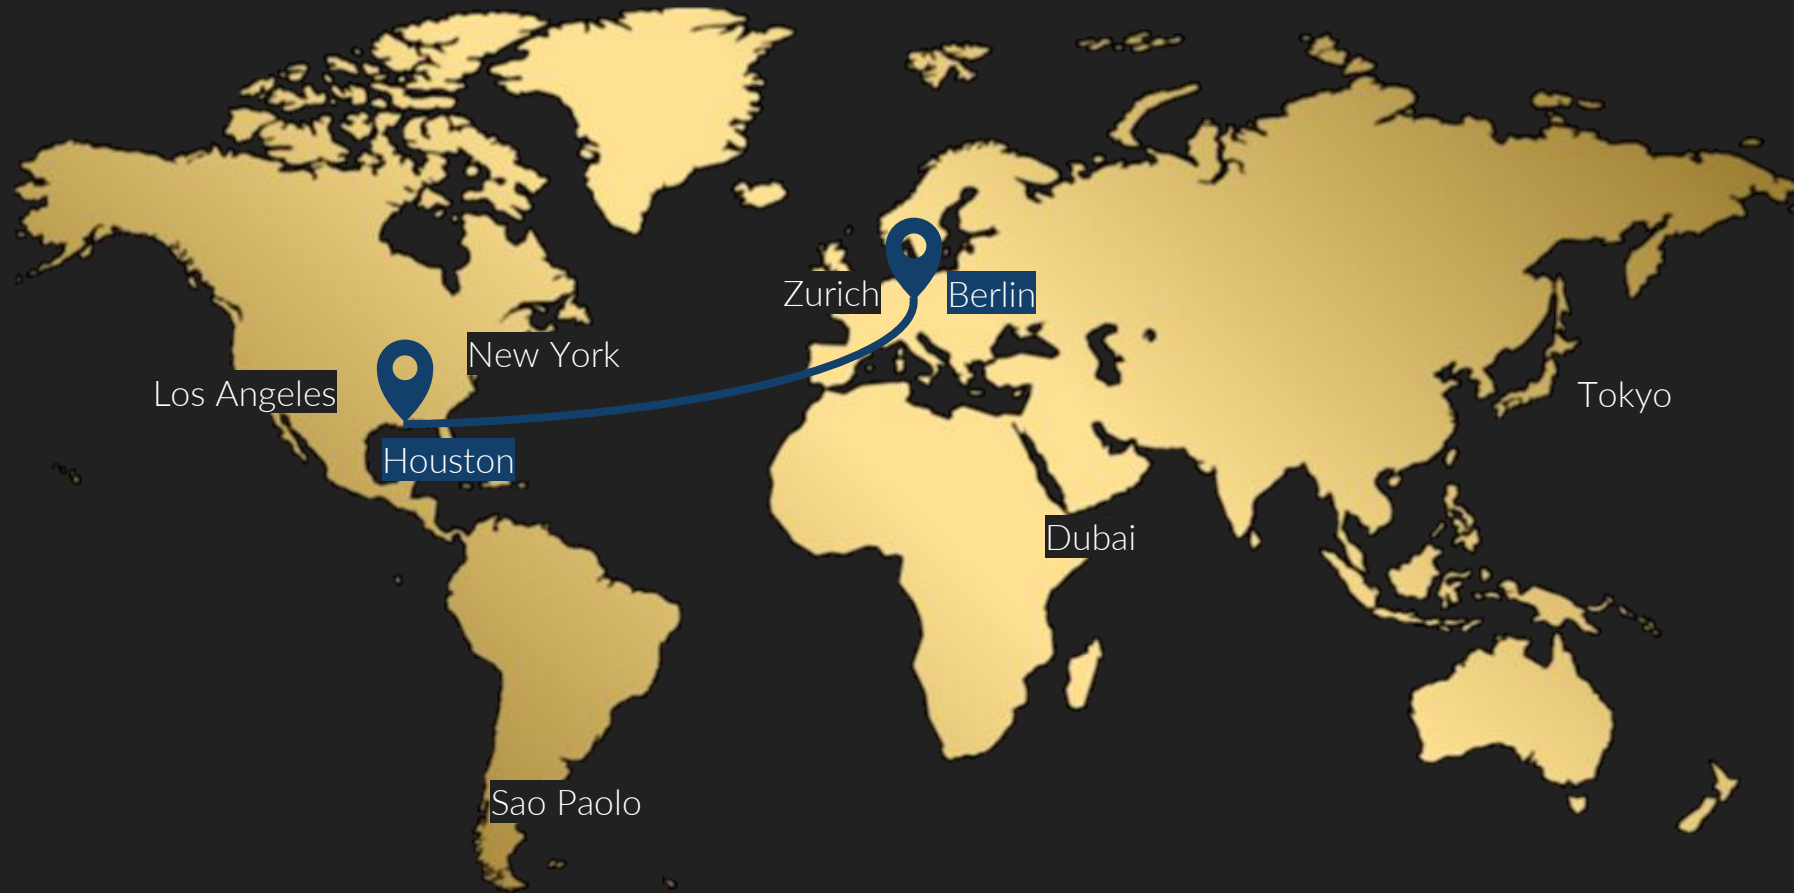 Zurich
Berlin
New York
Los Angeles
Tokyo
Houston
Dubai
Sao Paolo